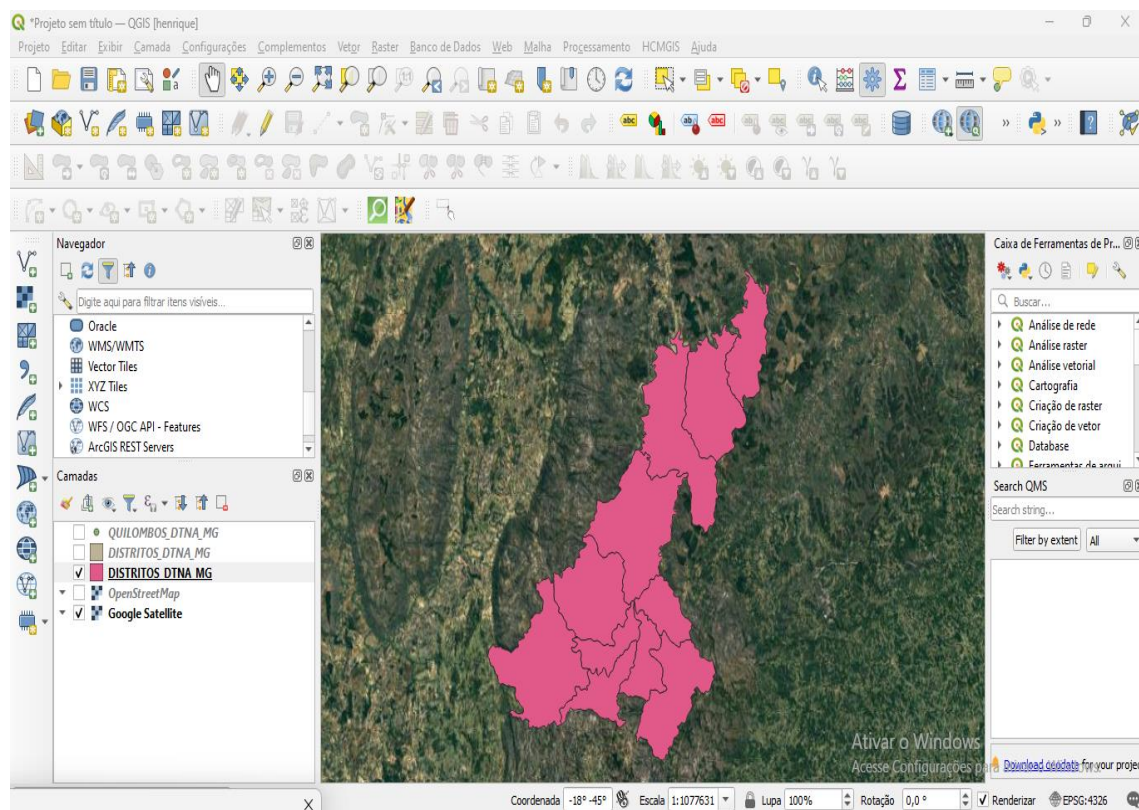 *Projeto sem título — QGIS [henrique]
Projeto Editar Exibir Camada Configurações Complementos Vetor Raster Banco de Dados Web Malha Processamento HCMGIS Ajuda
Navegador
Digite aqui para filtrar itens visíveis...
Oracle
WMS/WMTS
Vector Tiles
XYZ Tiles
WCS
WFS / OGC API - Features
ArcGIS REST Servers
Camadas
QUILOMBOS_DTNA_MG
DISTRITOS_DTNA_MG
DISTRITOS_DTNA_MG
OpenStreetMap
Google Satellite
Caixa de Ferramentas de Pr...
Buscar...
Análise de rede
Análise raster
Análise vetorial
Cartografia
Criação de raster
Criação de vetor
Database
Ferramentas de arqui
Search QMS
Search string...
Filter by extent All
Ativar o Windows
Acesse Configurações para
Download geodata for your projec
Coordenada -18° -45° Escala 1:1077631 Lupa 100% Rotação 0,0 ° Renderizar EPSG:4326